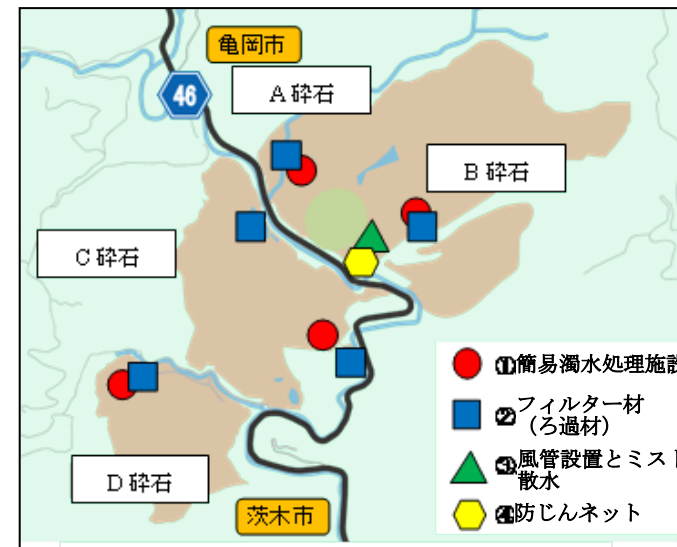 亀岡市
46
A砕石
B砕石
C砕石
D砕石
茨木市
①簡易濁水処理施設
②フィルター材
（ろ過材）
③風管設置とミスト
散水
④防じんネット